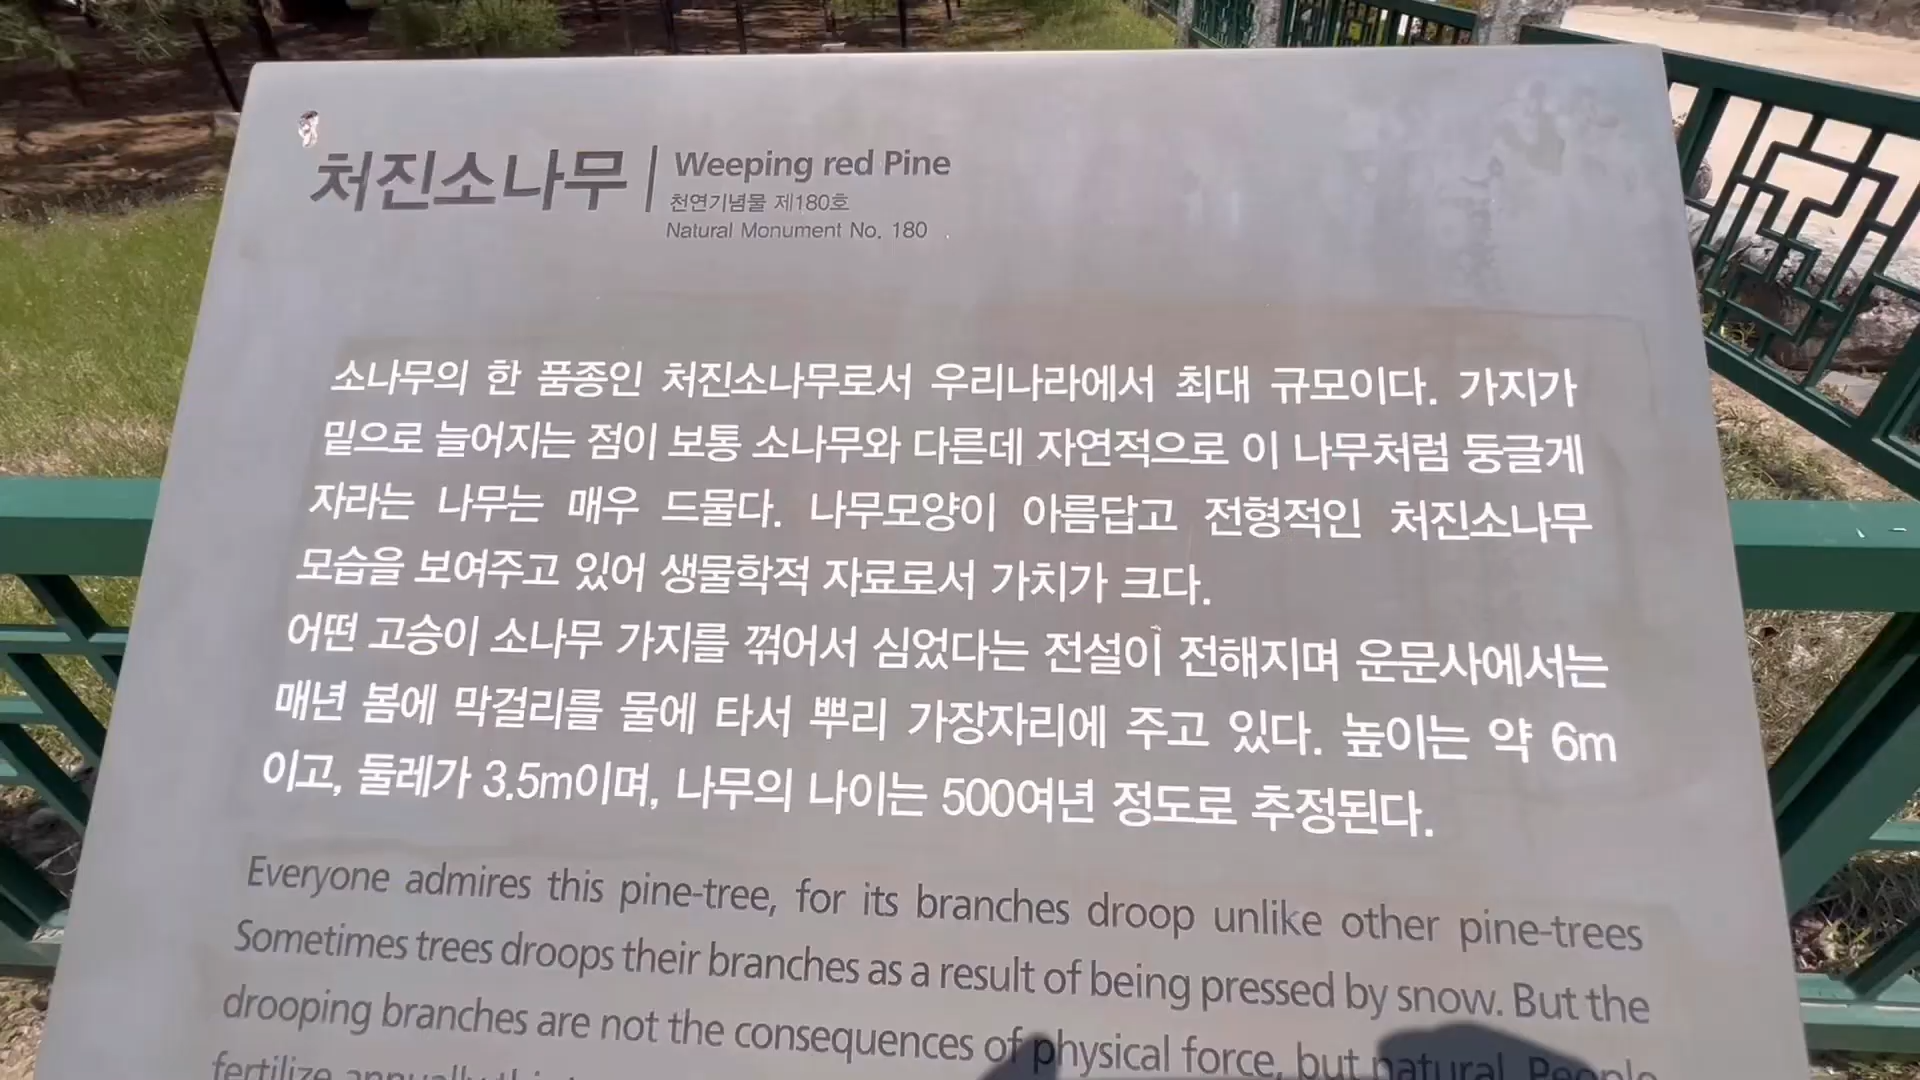 처진소나무
Weeping red Pine
천연기념물 제180호
Natural Monument No. 180
소나무의 한 품종인 처진소나무로서 우리나라에서 최대 규모이다. 가지가
밑으로 늘어지는 점이 보통 소나무와 다른데 자연적으로 이 나무처럼 둥글게
자라는 나무는 매우 드물다. 나무모양이 아름답고 전형적인 처진소나무
모습을 보여주고 있어 생물학적 자료로서 가치가 크다.
어떤 고승이 소나무 가지를 꺾어서 심었다는 전설이 전해지며 운문사에서는
매년 봄에 막걸리를 물에 타서 뿌리 가장자리에 주고 있다. 높이는 약 6m
이고, 둘레가 3.5m이며, 나무의 나이는 500여년 정도로 추정된다.
Everyone admires this pine-tree, for its branches droop unlike other pine-trees
Sometimes trees droops their branches as a result of being pressed by snow. But the
drooping branches are not the consequences of physical force, but natural. People
fertilize annually